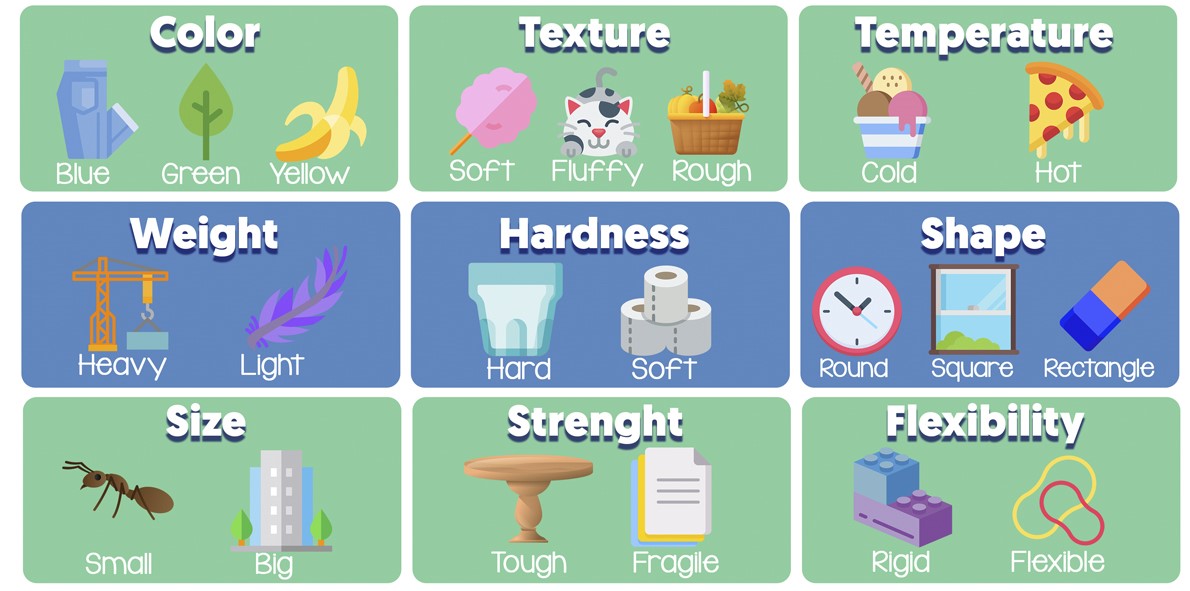 Color
Blue Green Yellow
Texture
Soft Fluffy Rough
Temperature
Cold Hot
Weight
Heavy Light
Hardness
Hard Soft
Shape
Round Square Rectangle
Size
Small Big
Strenght
Tough Fragile
Flexibility
Rigid Flexible